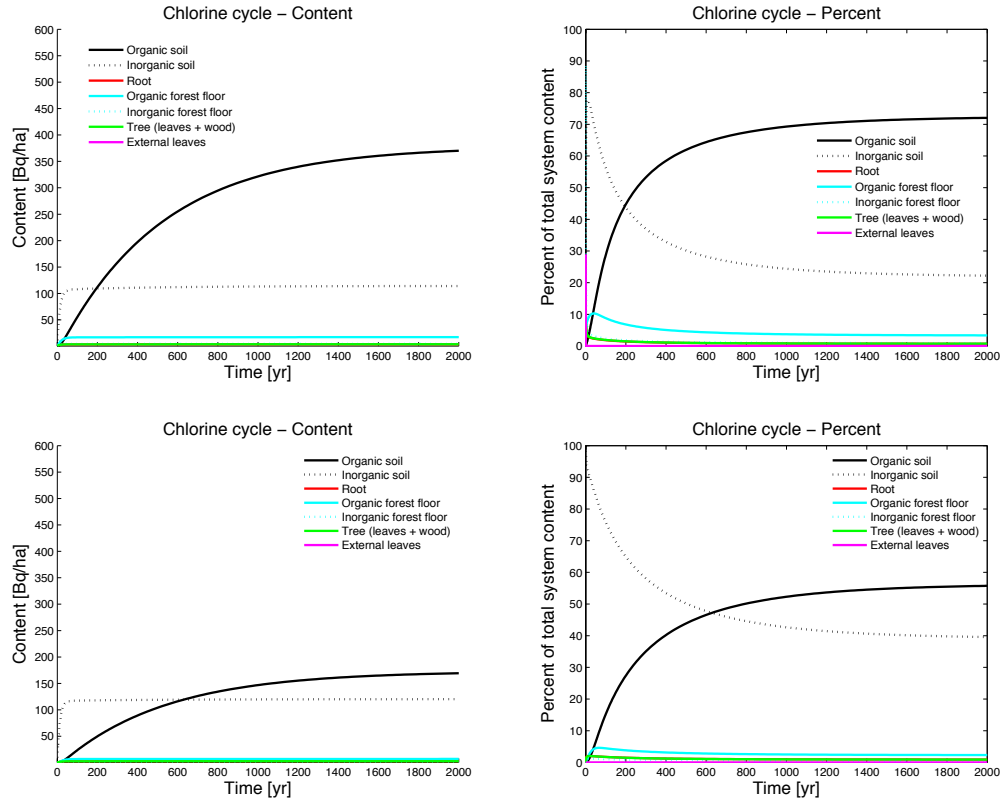 Chlorine cycle – Content
600
550
500
450
400
350
300
250
200
150
100
50
0 200 400 600 800 1000 1200 1400 1600 1800 2000
Content [Bq/ha]
Time [yr]
Organic soil
Inorganic soil
Root
Organic forest floor
Inorganic forest floor
Tree (leaves + wood)
External leaves
Chlorine cycle – Percent
100
90
80
70
60
50
40
30
20
10
0
0 200 400 600 800 1000 1200 1400 1600 1800 2000
Percent of total system content
Time [yr]
Organic soil
Inorganic soil
Root
Organic forest floor
Inorganic forest floor
Tree (leaves + wood)
External leaves
Chlorine cycle – Content
600
550
500
450
400
350
300
250
200
150
100
50
0 200 400 600 800 1000 1200 1400 1600 1800 2000
Content [Bq/ha]
Time [yr]
Organic soil
Inorganic soil
Root
Organic forest floor
Inorganic forest floor
Tree (leaves + wood)
External leaves
Chlorine cycle – Percent
100
90
80
70
60
50
40
30
20
10
0
0 200 400 600 800 1000 1200 1400 1600 1800 2000
Percent of total system content
Time [yr]
Organic soil
Inorganic soil
Root
Organic forest floor
Inorganic forest floor
Tree (leaves + wood)
External leaves